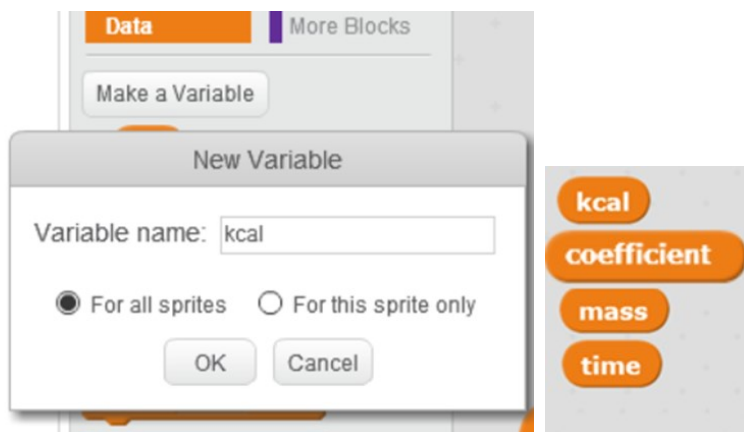 Data More Blocks
Make a Variable
New Variable
Variable name: kcal
For all sprites For this sprite only
OK Cancel
kcal
coefficient
mass
time